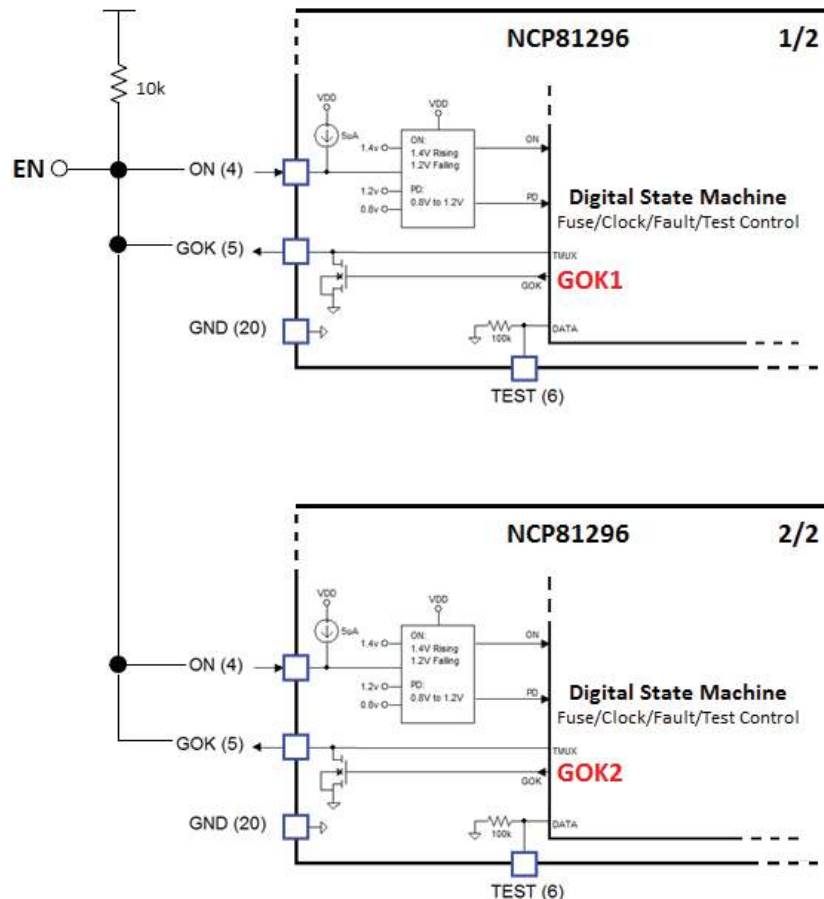 NCP81296 1/2
10k
VDD
VDD
5uA
1.4v
ON:
1.4V Rising
1.2V Falling
ON
EN
ON (4)
1.2v
0.8v
PD:
0.8V to 1.2V
PD
Digital State Machine
Fuse/Clock/Fault/Test Control
GOK (5)
TMUX
GOK
GOK1
GND (20)
100k
DATA
TEST (6)
NCP81296 2/2
VDD
VDD
5uA
1.4v
ON:
1.4V Rising
1.2V Falling
ON
ON (4)
1.2v
0.8v
PD:
0.8V to 1.2V
PD
Digital State Machine
Fuse/Clock/Fault/Test Control
GOK (5)
TMUX
GOK
GOK2
GND (20)
100k
DATA
TEST (6)